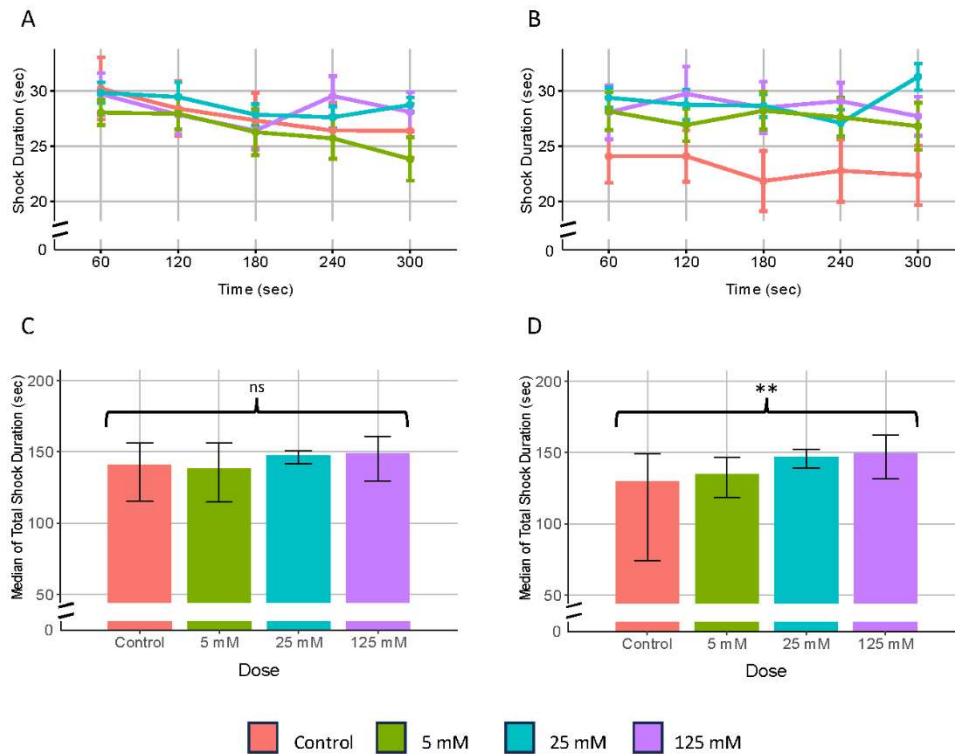 A
Shock Duration (sec)
30
25
20
0
60 120 180 240 300
Time (sec)
B
Shock Duration (sec)
30
25
20
0
60 120 180 240 300
Time (sec)
C
Median of Total Shock Duration (sec)
200
150
100
50
0
ns
Control 5 mM 25 mM 125 mM
Dose
D
Median of Total Shock Duration (sec)
200
150
100
50
0
**
Control 5 mM 25 mM 125 mM
Dose
Control 5 mM 25 mM 125 mM